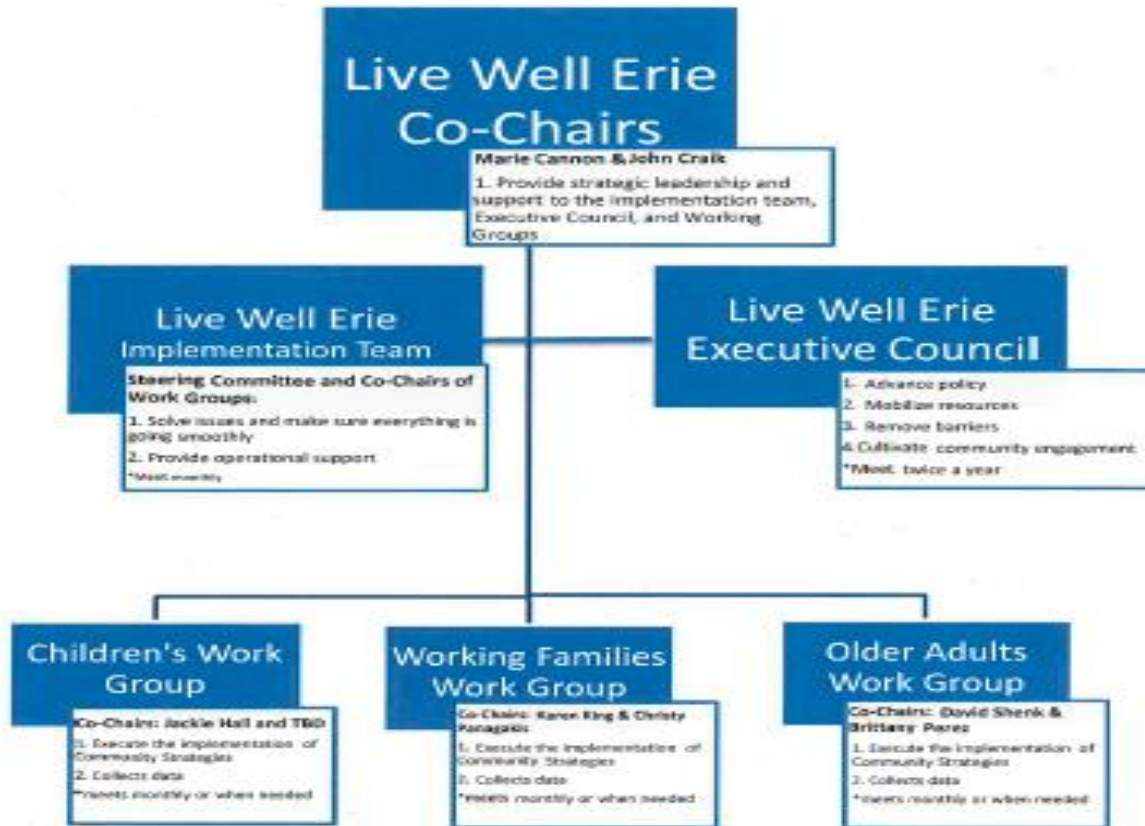 Live Well Erie
Co-Chairs
Marie Cannon & John Craik
1. Provide strategic leadership and
support to the implementation team,
Executive Council, and Working
Groups
Live Well Erie
Implementation Team
Steering Committee and Co-Chairs of
Work Groups:
1. Solve issues and make sure everything is
going smoothly
2. Provide operational support
*Meet monthly
Live Well Erie
Executive Council
1. Advance policy
2. Mobilize resources
3. Remove barriers
4.Cultivate community engagement
*Meet twice a year
Children's Work
Group
Co-Chairs: Jackie Hall and TBD
1. Execute the implementation of
Community Strategies
2. Collects data
*meets monthly or when needed
Working Families
Work Group
Co-Chairs: Karen King & Christy
Panagakis
1. Execute the implementation of
Community Strategies
2. Collects data
*meets monthly or when needed
Older Adults
Work Group
Co-Chairs: David Shenk &
Brittany Perez
1. Execute the implementation of
Community Strategies
2. Collects data
*meets monthly or when needed